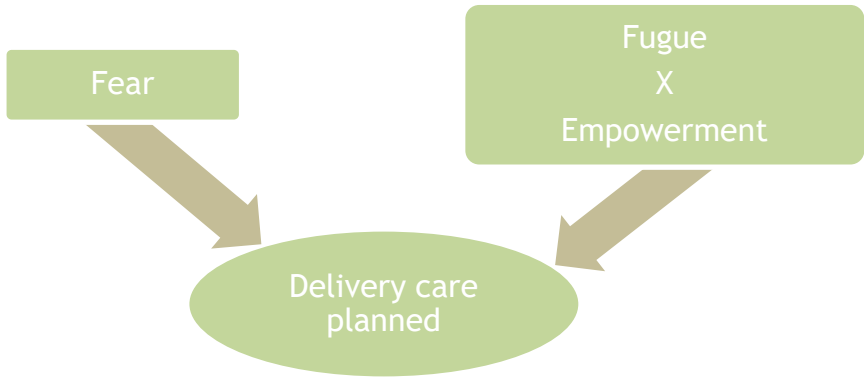 Fear
Fugue
X
Empowerment
Delivery care
planned